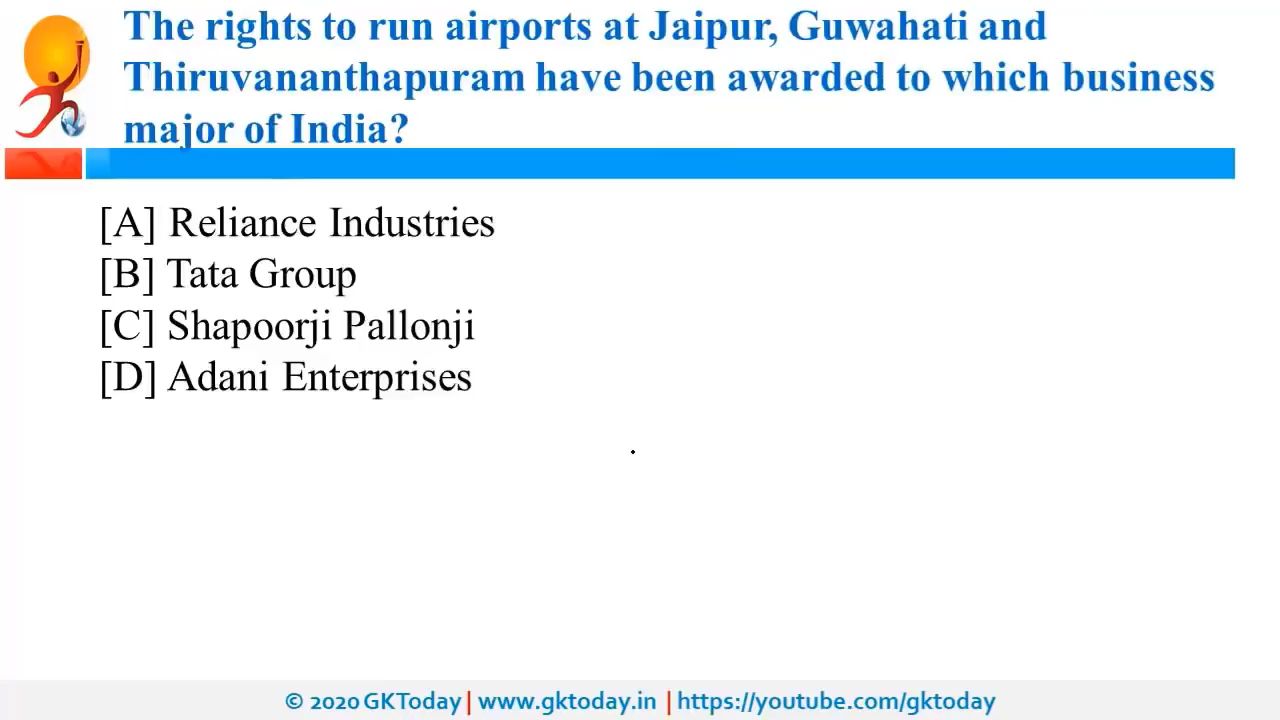 The rights to run airports at Jaipur, Guwahati and
Thiruvananthapuram have been awarded to which business
major of India?
[A] Reliance Industries
[B] Tata Group
[C] Shapoorji Pallonji
[D] Adani Enterprises
© 2020 GKToday | www.gktoday.in | https://youtube.com/gktoday